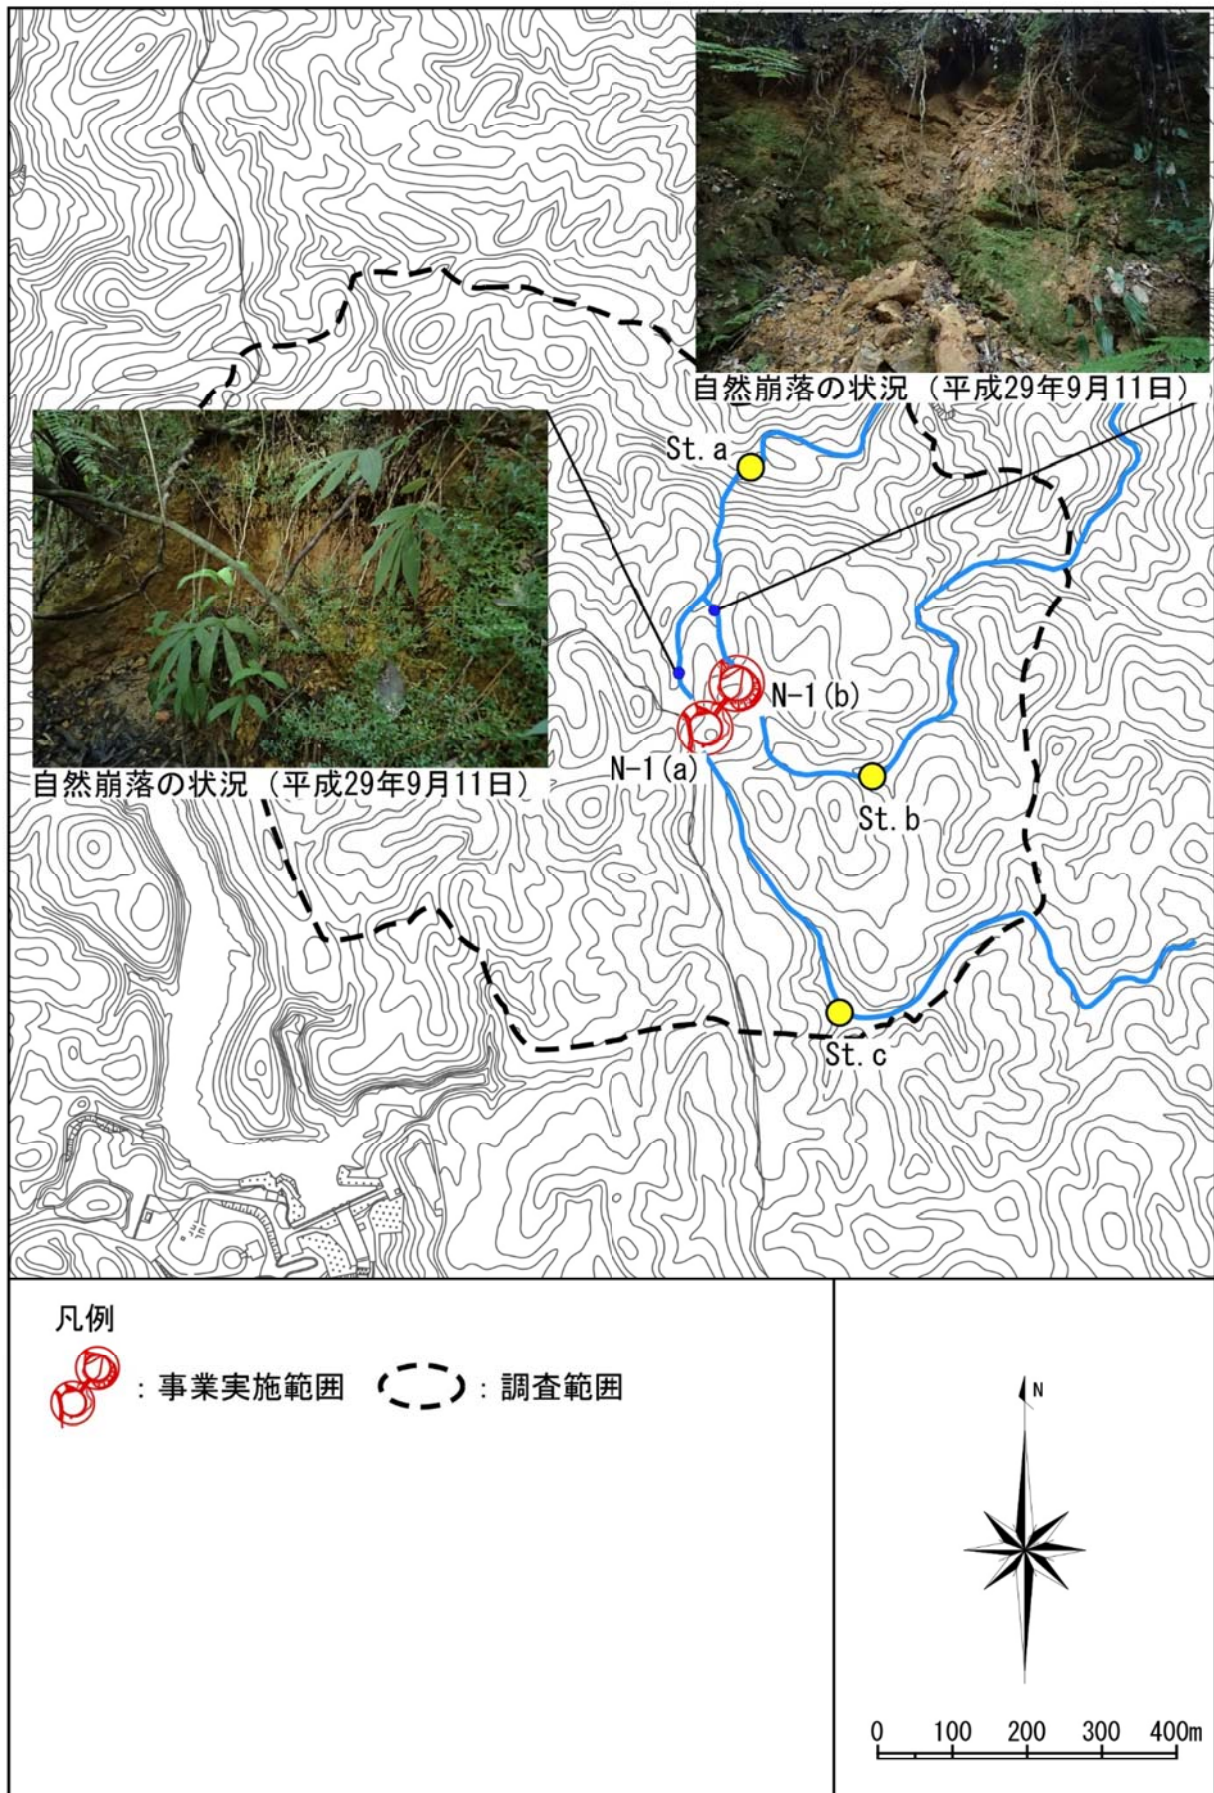 自然崩落の状況（平成29年9月11日）
St.a
N-1(b)
N-1(a)
自然崩落の状況（平成29年9月11日）
St.b
St.c
凡例
：事業実施範囲
：調査範囲
N
0 100 200 300 400m